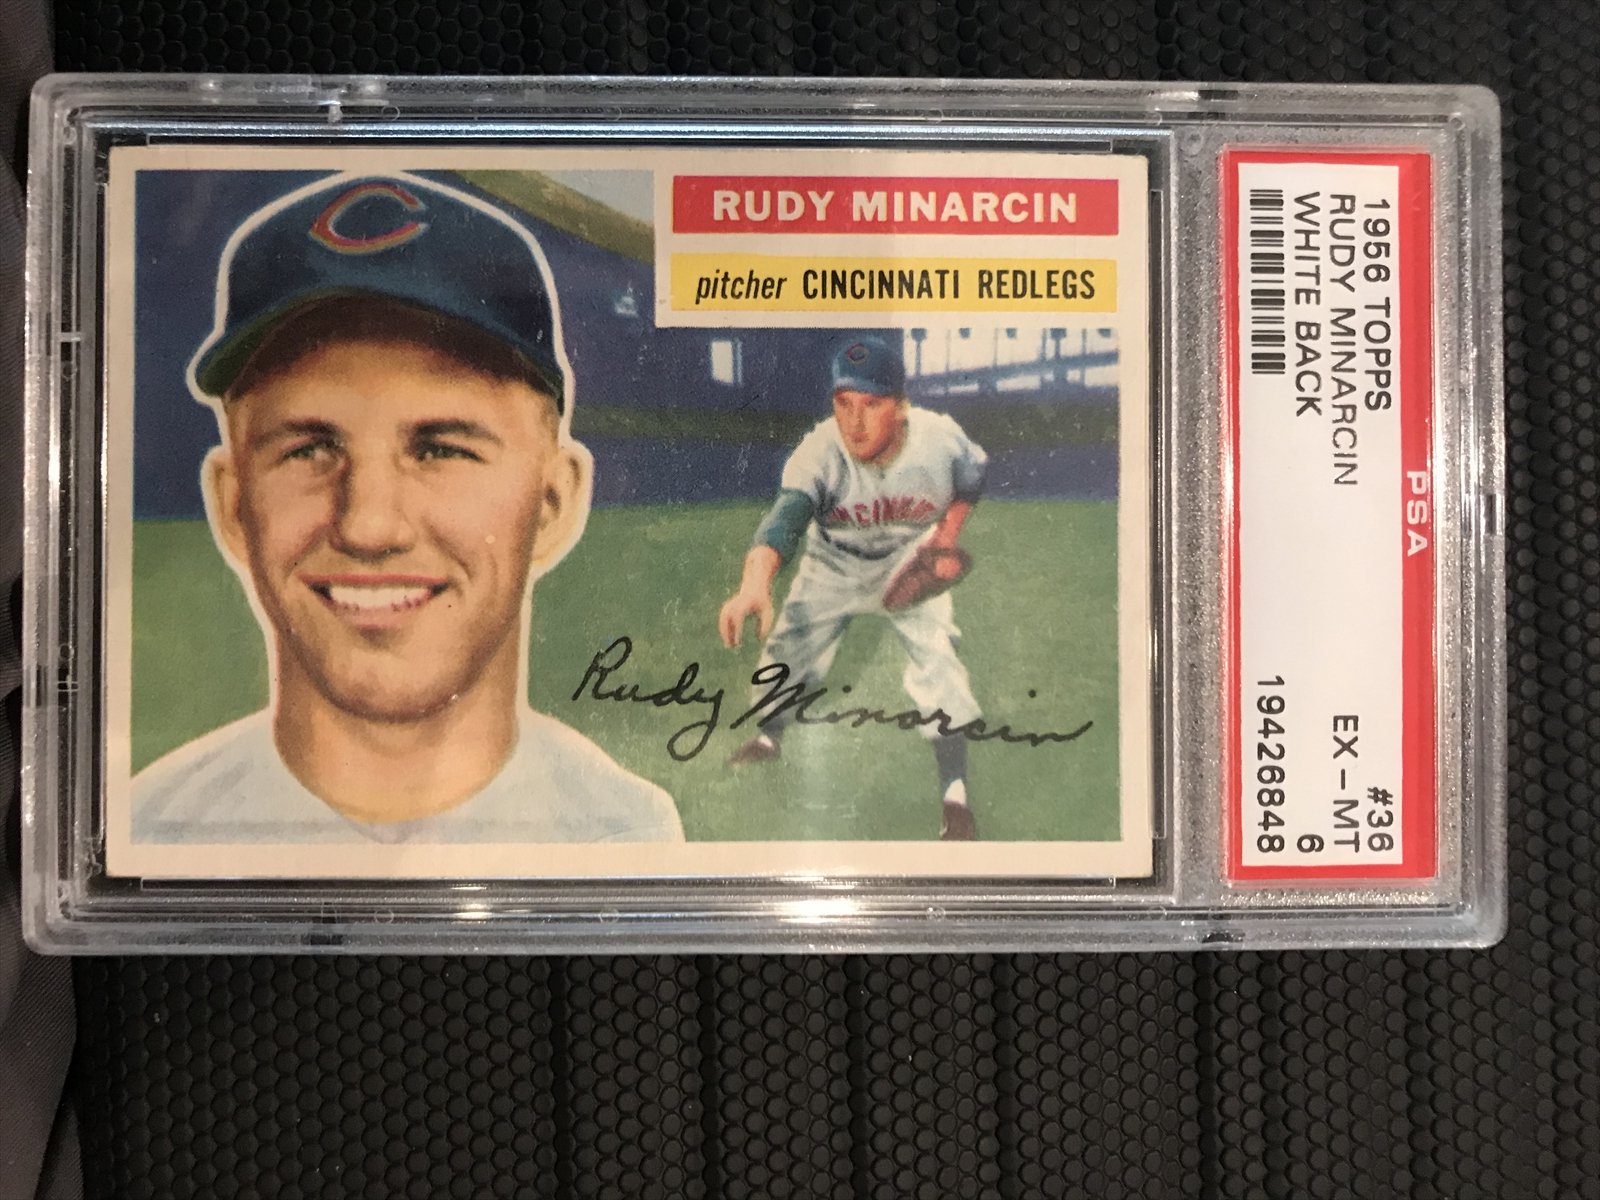 RUDY MINARCIN
pitcher CINCINNATI REDLEGS
CINCINNATI
Rudy Minarcin
PSA
1956 TOPPS #36
RUDY MINARCIN EX-MT
WHITE BACK 6
19426848